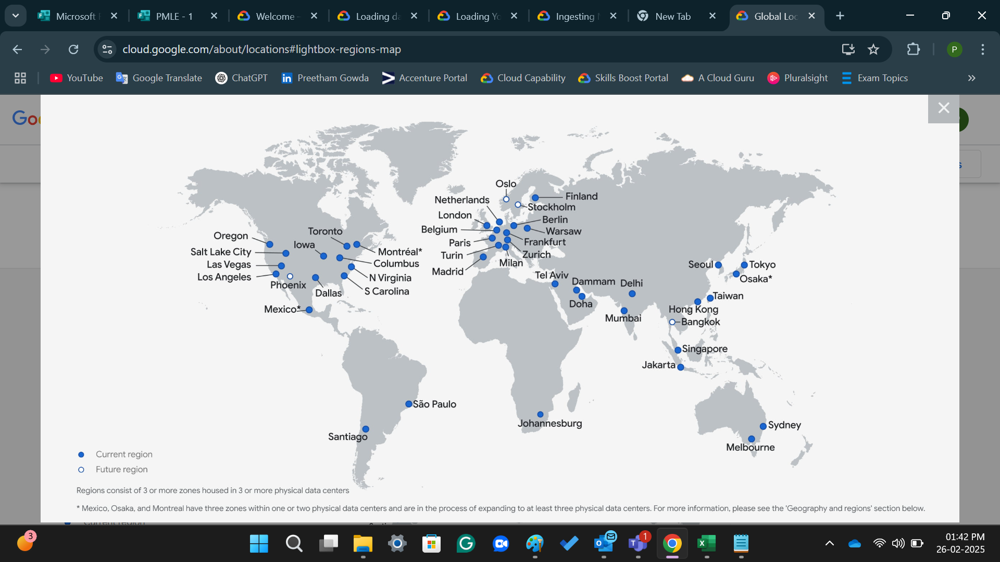 Microsoft F
PMLE - 1
Welcome -
Loading da
Loading Yo
Ingesting
New Tab
Global Loc
cloud.google.com/about/locations#lightbox-regions-map
P
YouTube
Google Translate
ChatGPT
Preetham Gowda
Accenture Portal
Cloud Capability
Skills Boost Portal
A Cloud Guru
Pluralsight
Exam Topics
Goo
Oslo
Netherlands
Finland
Stockholm
London
Berlin
Belgium
Warsaw
Paris
Frankfurt
Turin
Zurich
Milan
Madrid
Toronto
Oregon
Iowa
Salt Lake City
Montréal*
Las Vegas
Columbus
Los Angeles
N Virginia
Phoenix
Dallas
S Carolina
Mexico*
Tel Aviv
Dammam
Delhi
Doha
Mumbai
Seoul
Tokyo
Osaka*
Taiwan
Hong Kong
Bangkok
Singapore
Jakarta
São Paulo
Santiago
Johannesburg
Sydney
Melbourne
Current region
Future region
Regions consist of 3 or more zones housed in 3 or more physical data centers
* Mexico, Osaka, and Montreal have three zones within one or two physical data centers and are in the process of expanding to at least three physical data centers. For more information, please see the 'Geography and regions' section below.
3
1
01:42 PM
26-02-2025